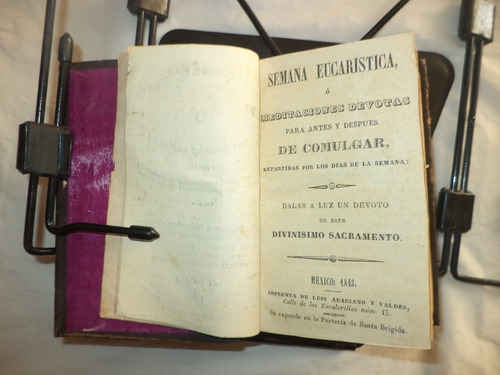 SEMANA EUCARISTICA,
ó
MEDITACIONES DEVOTAS
PARA ANTES Y DESPUES
DE COMULGAR,
REPARTIDAS POR LOS DIAS DE LA SEMANA:
DALAS A LUZ UN DEVOTO
DE ESTE
DIVINISIMO SACRAMENTO.
MEXICO: 1843.
IMPRENTA DE LUIS ABADIANO Y VALDES,
Calle de las Escalerillas núm. 13.
Se expende en la Portería de Santa Brígida.